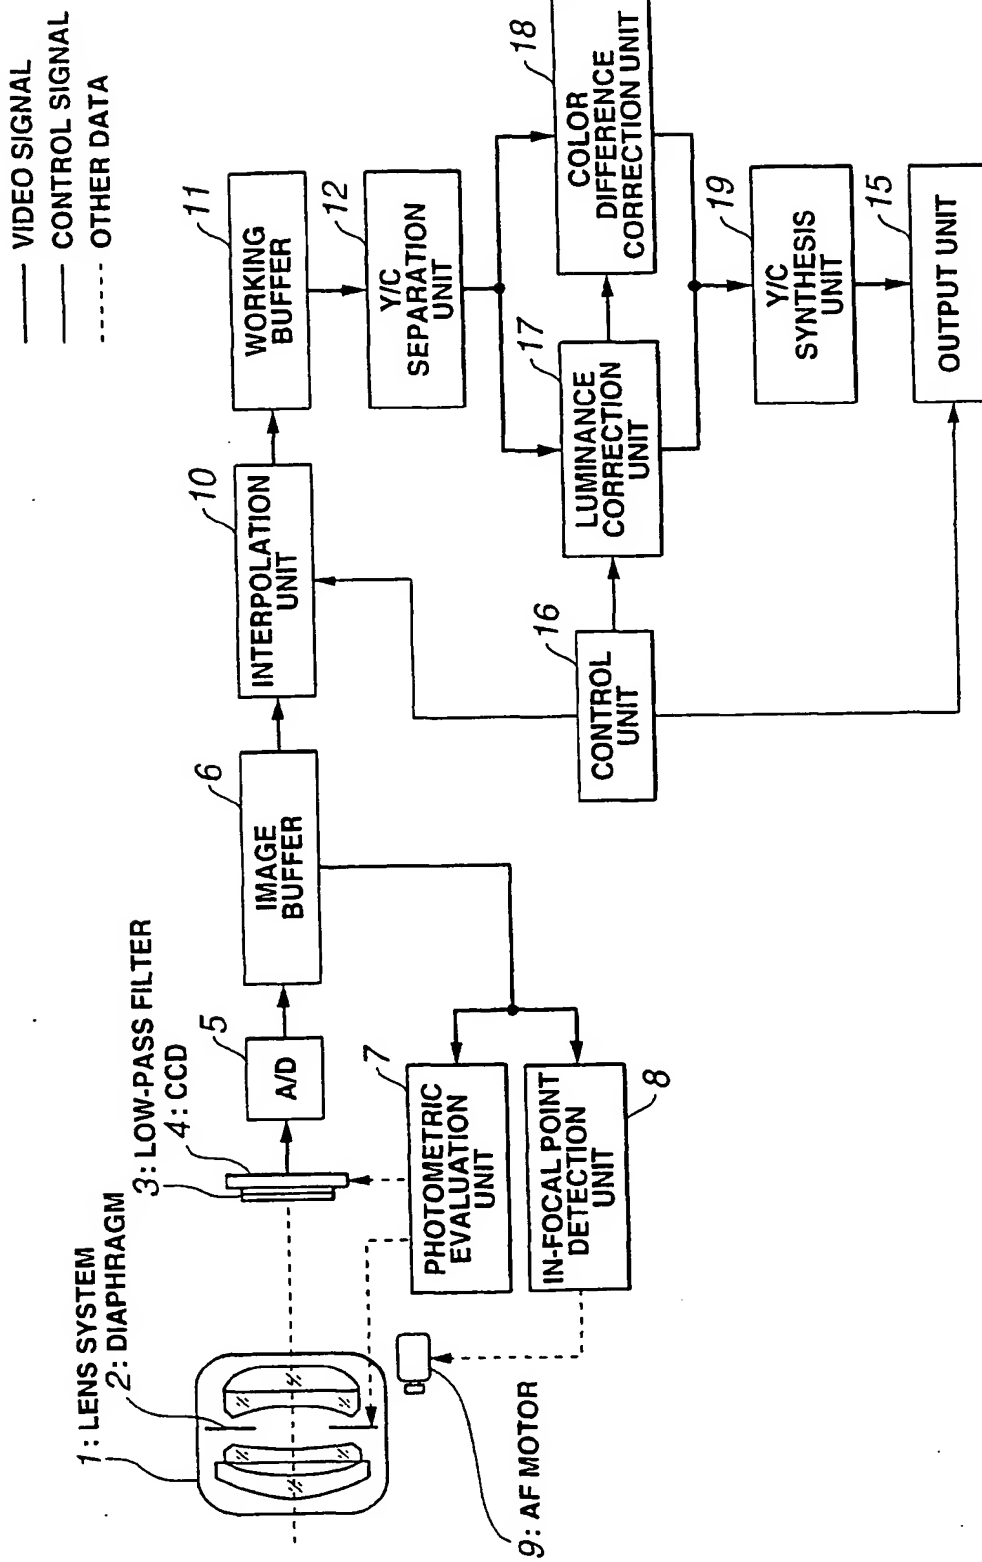 VIDEO SIGNAL
CONTROL SIGNAL
OTHER DATA
1: LENS SYSTEM
2: DIAPHRAGM
3: LOW-PASS FILTER
4: CCD
5
A/D
6
IMAGE
BUFFER
10
INTERPOLATION
UNIT
11
WORKING
BUFFER
12
Y/C
SEPARATION
UNIT
7
PHOTOMETRIC
EVALUATION
UNIT
IN-FOCAL POINT
DETECTION
UNIT
8
9: AF MOTOR
16
CONTROL
UNIT
17
LUMINANCE
CORRECTION
UNIT
18
COLOR
DIFFERENCE
CORRECTION UNIT
19
Y/C
SYNTHESIS
UNIT
15
OUTPUT UNIT